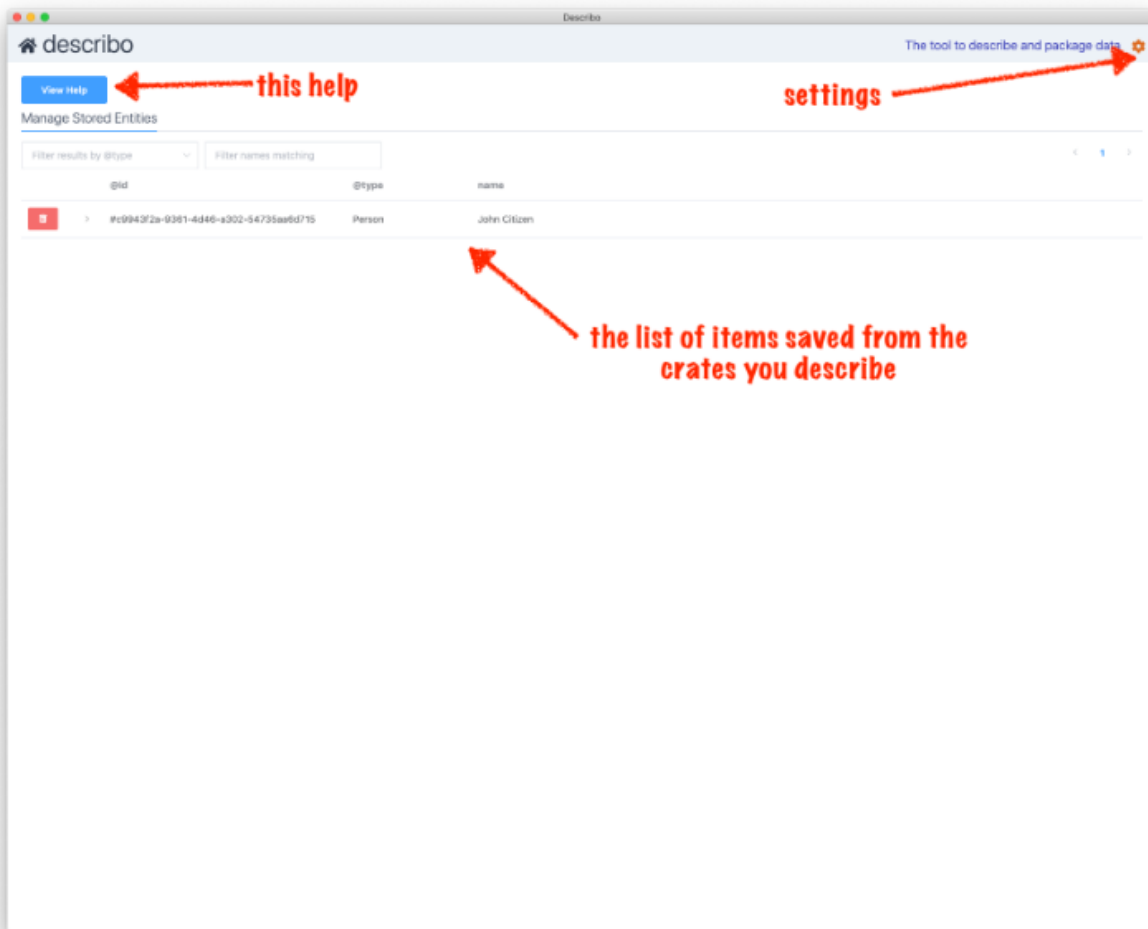 Describo
describo
The tool to describe and package data
View Help
this help
settings
Manage Stored Entities
Filter results by @type
Filter names matching
1
@id @type name
#c9943f2a-9361-4d46-a302-54735aa6d715 Person John Citizen
the list of items saved from the
crates you describe